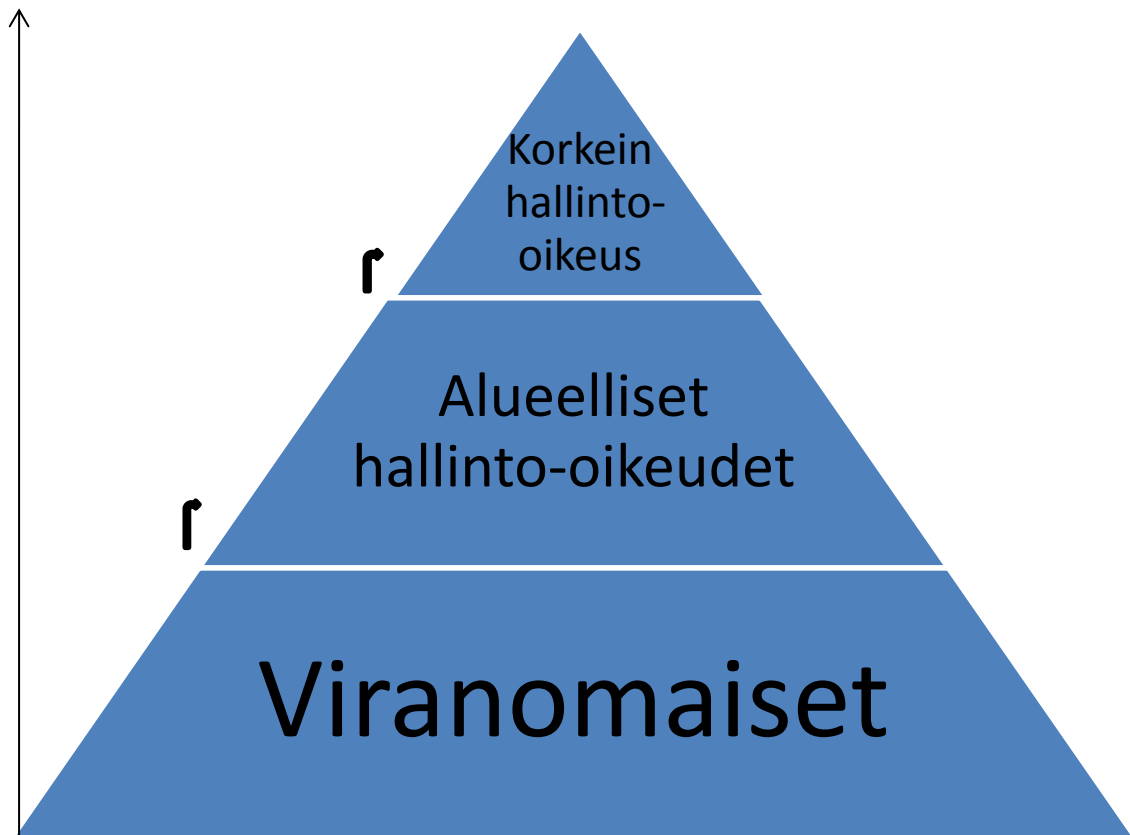 Korkein
hallinto-
oikeus
Alueelliset
hallinto-oikeudet
Viranomaiset